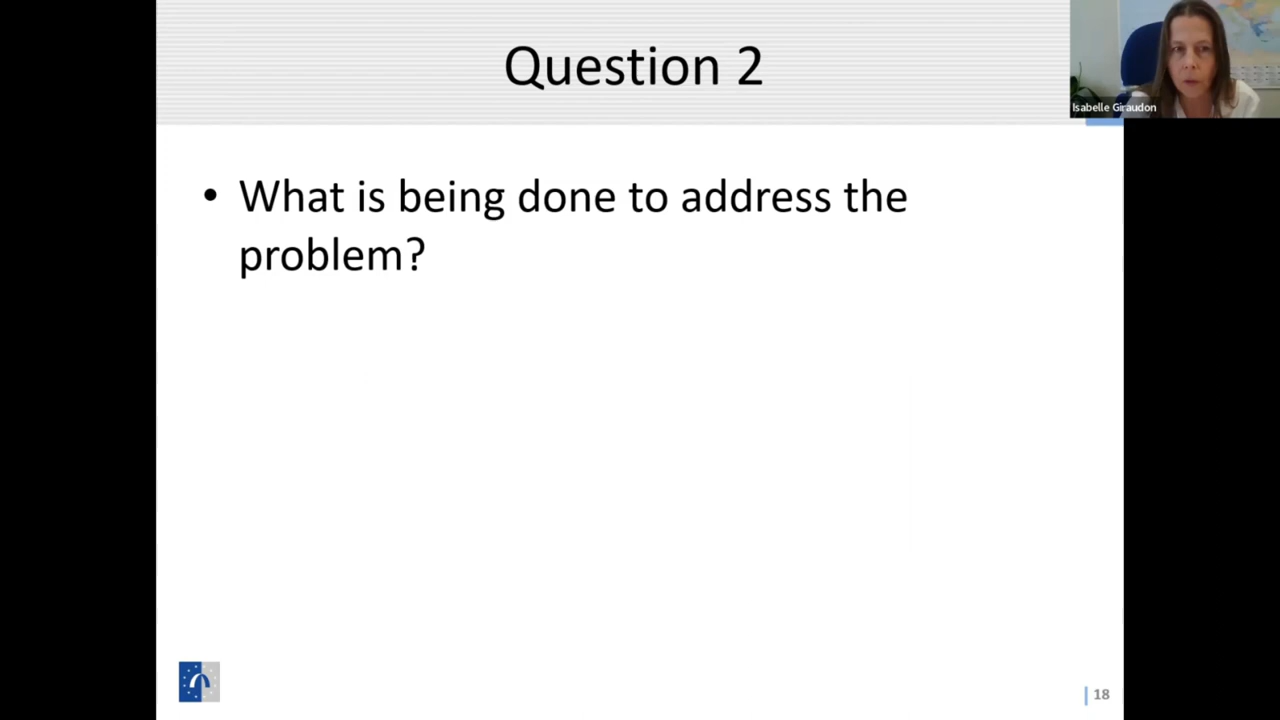 Question 2
Isabelle Giraudon
• What is being done to address the
problem?
18